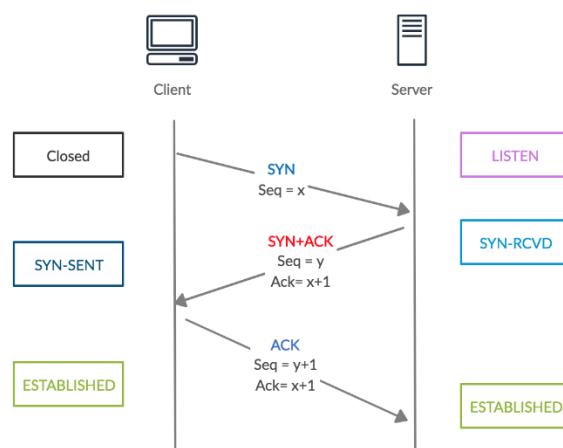 Client
Server
Closed
SYN
LISTEN
Seq = x
SYN+ACK
SYN-RCVD
Seq = y
SYN-SENT
Ack= x+1
ACK
Seq = y+1
ESTABLISHED
Ack= x+1
ESTABLISHED